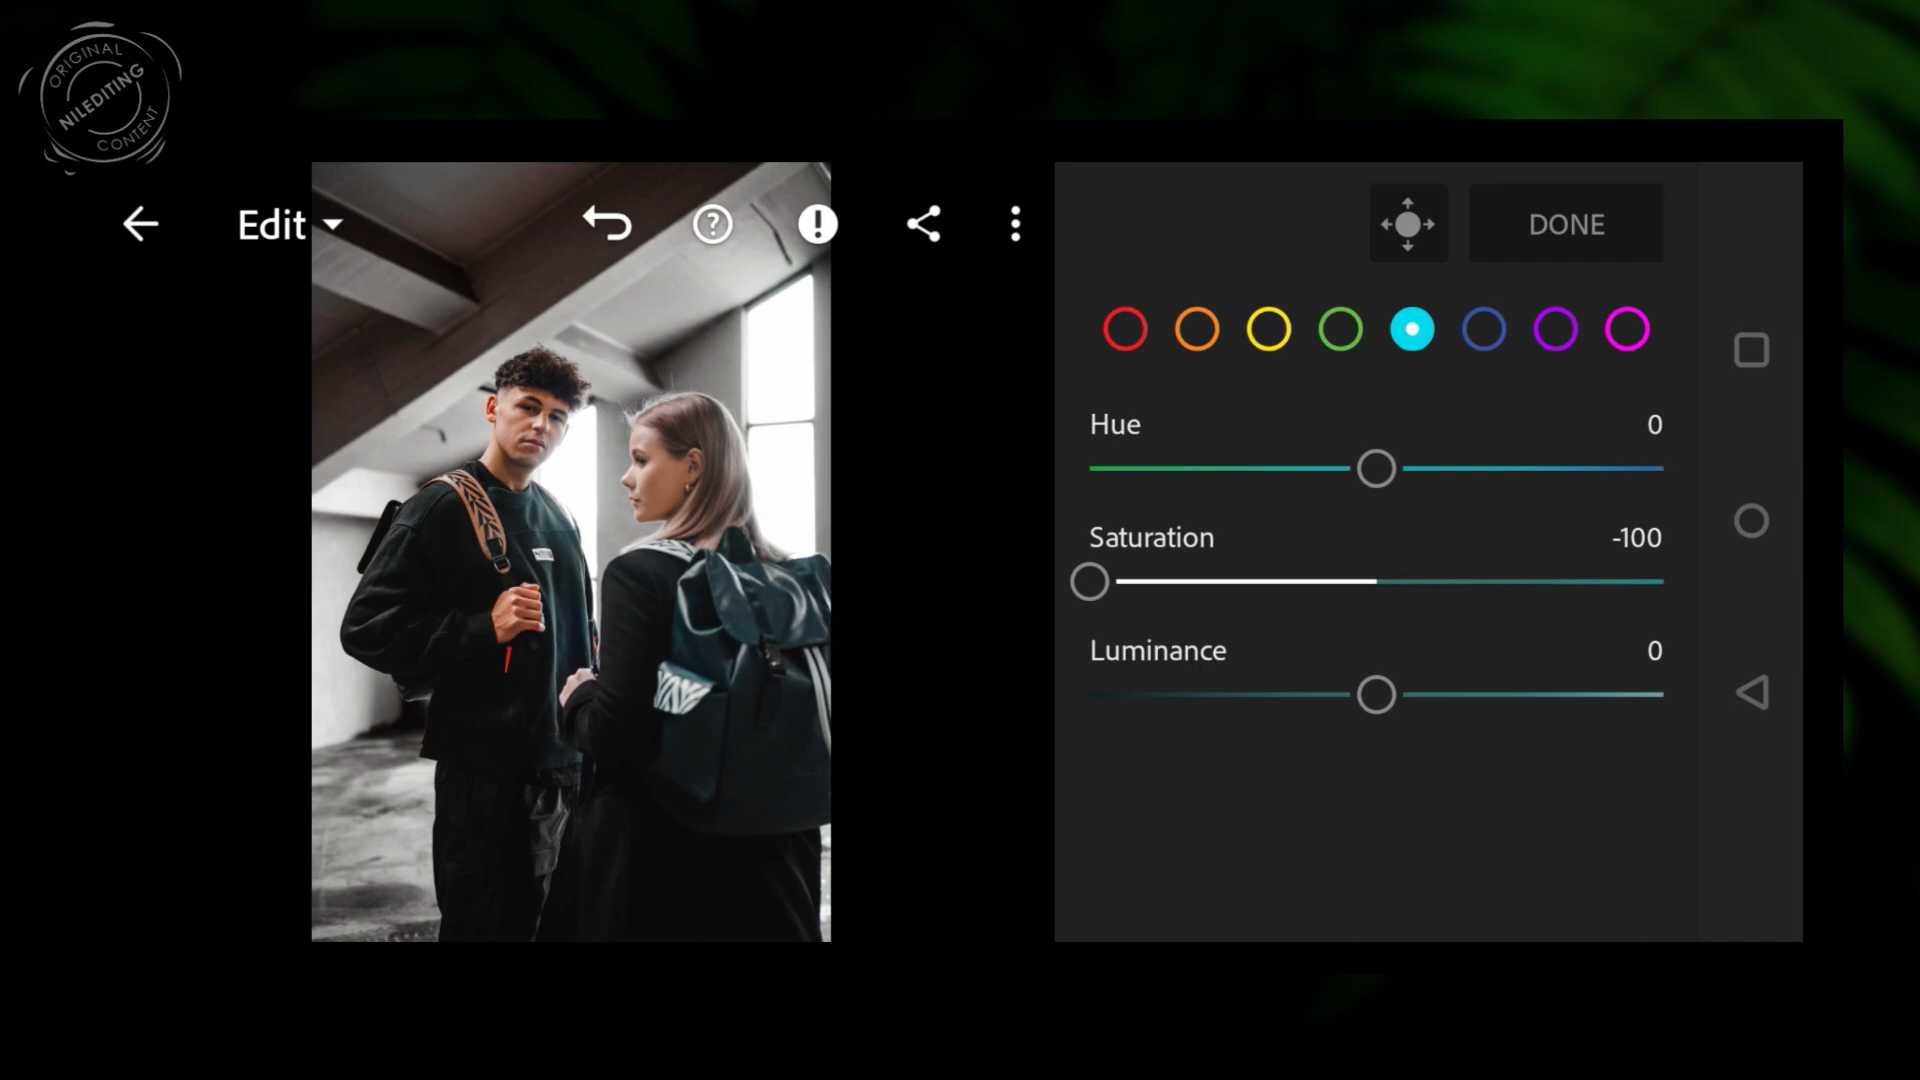 ORIGINAL
NILEDITING
CONTENT
Edit
DONE
Hue 0
Saturation -100
Luminance 0